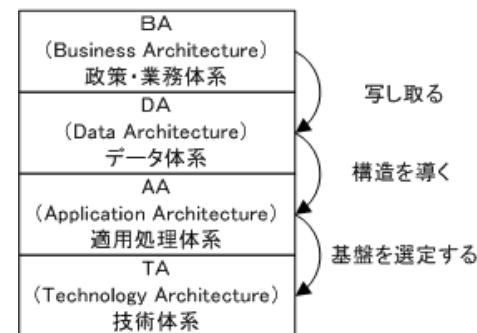 BA
(Business Architecture)
政策・業務体系
写し取る
DA
(Data Architecture)
データ体系
構造を導く
AA
(Application Architecture)
適用処理体系
基盤を選定する
TA
(Technology Architecture)
技術体系